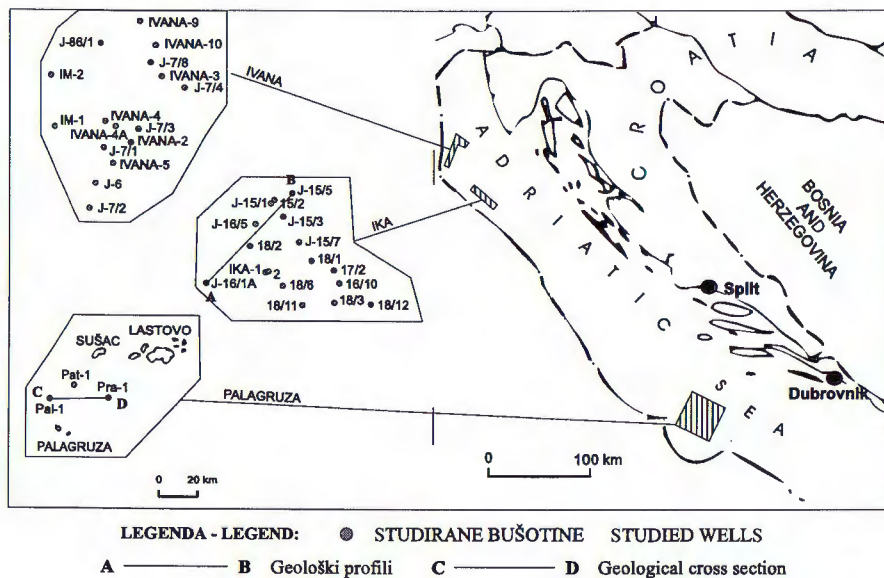 IVANA-9
J-86/1
IVANA-10
J-7/8
IM-2
IVANA-3
J-7/4
IM-1
IVANA-4
J-7/3
IVANA-4A
IVANA-2
J-7/1
IVANA-5
J-6
J-7/2
IVANA
B
J-15/5
J-15/1
15/2
J-15/3
J-16/5
J-15/7
18/2
18/1
IKA-1
2
17/2
J-16/1A
18/6
16/10
A
18/11
18/3
18/12
IKA
LASTOVO
SUŠAC
Pat-1
Pra-1
C
D
Pal-1
PALAGRUZA
PALAGRUZA
0 20 km
0 100 km
CROATIA
ADRIATIC
SEA
BOSNIA
AND
HERZEGOVINA
Split
Dubrovnik
LEGENDA - LEGEND: STUDIRANE BUŠOTINE STUDIED WELLS
A B Geološki profili C D Geological cross section